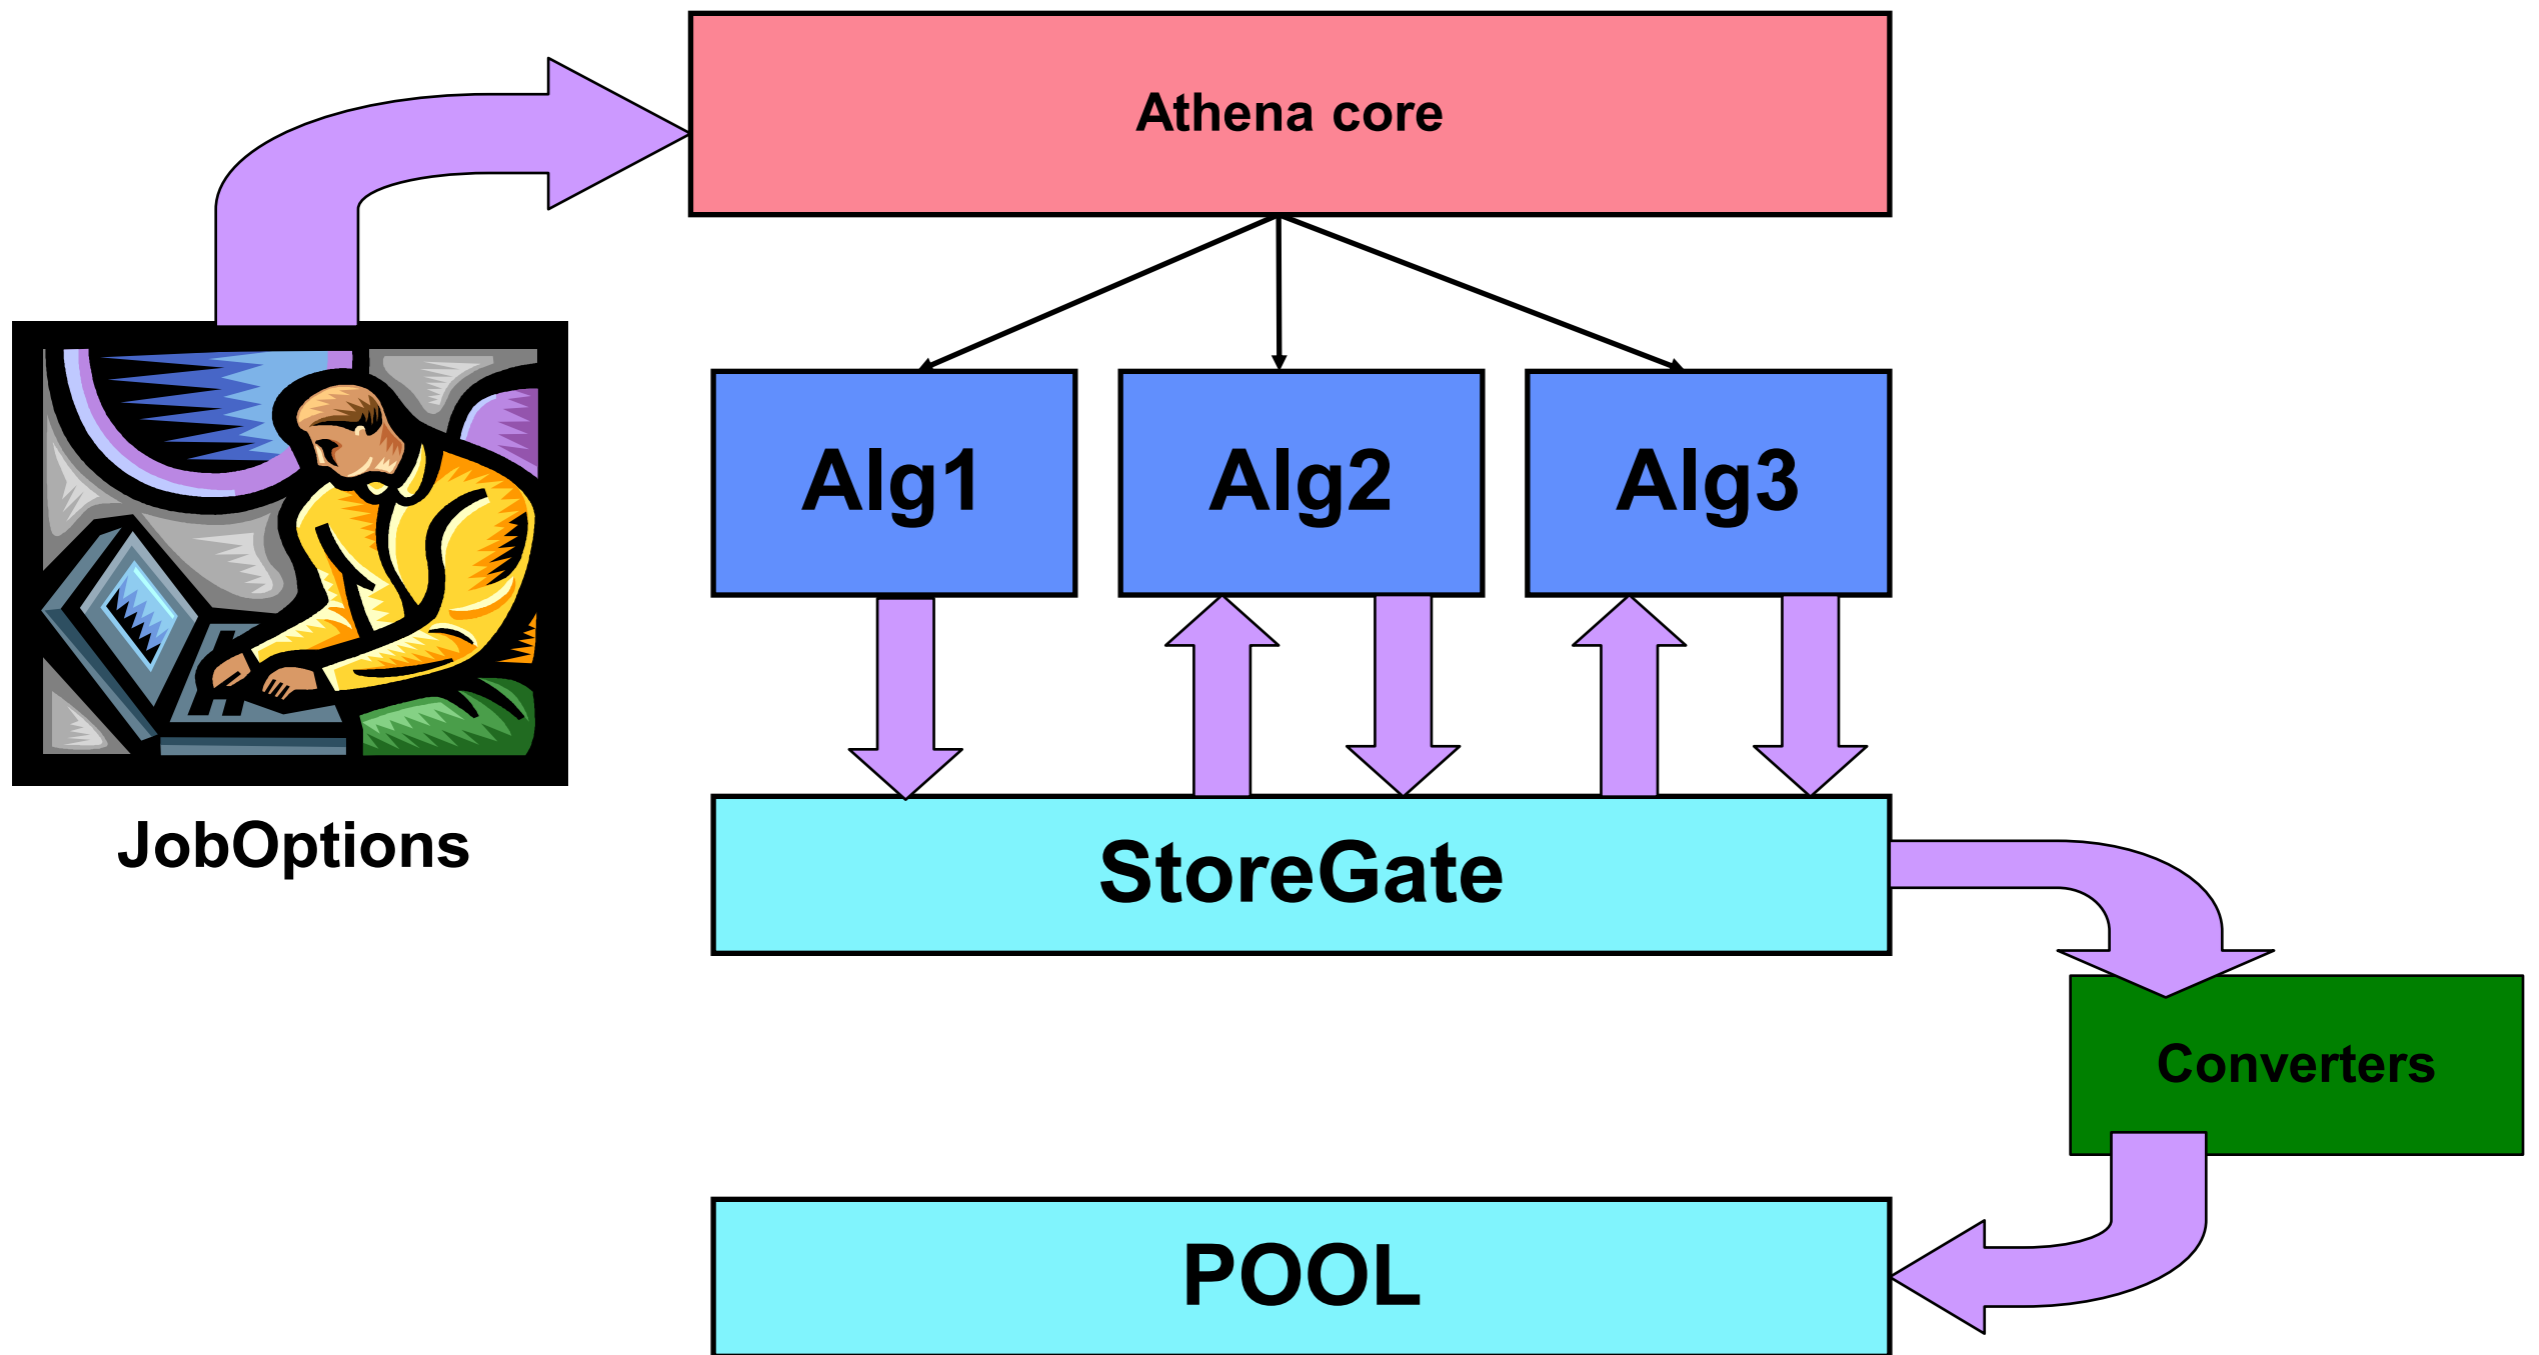 Athena core
Alg1
Alg2
Alg3
JobOptions
StoreGate
Converters
POOL